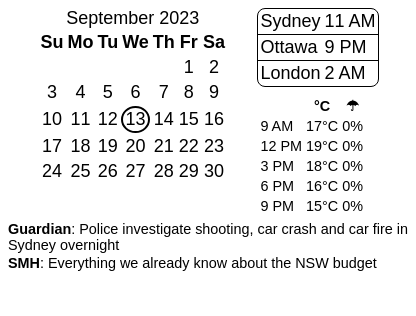 September 2023
Su Mo Tu We Th Fr Sa
1 2
3 4 5 6 7 8 9
10 11 12 13 14 15 16
17 18 19 20 21 22 23
24 25 26 27 28 29 30
Sydney 11 AM
Ottawa 9 PM
London 2 AM
°C ☂
9 AM 17°C 0%
12 PM 19°C 0%
3 PM 18°C 0%
6 PM 16°C 0%
9 PM 15°C 0%
Guardian: Police investigate shooting, car crash and car fire in
Sydney overnight
SMH: Everything we already know about the NSW budget